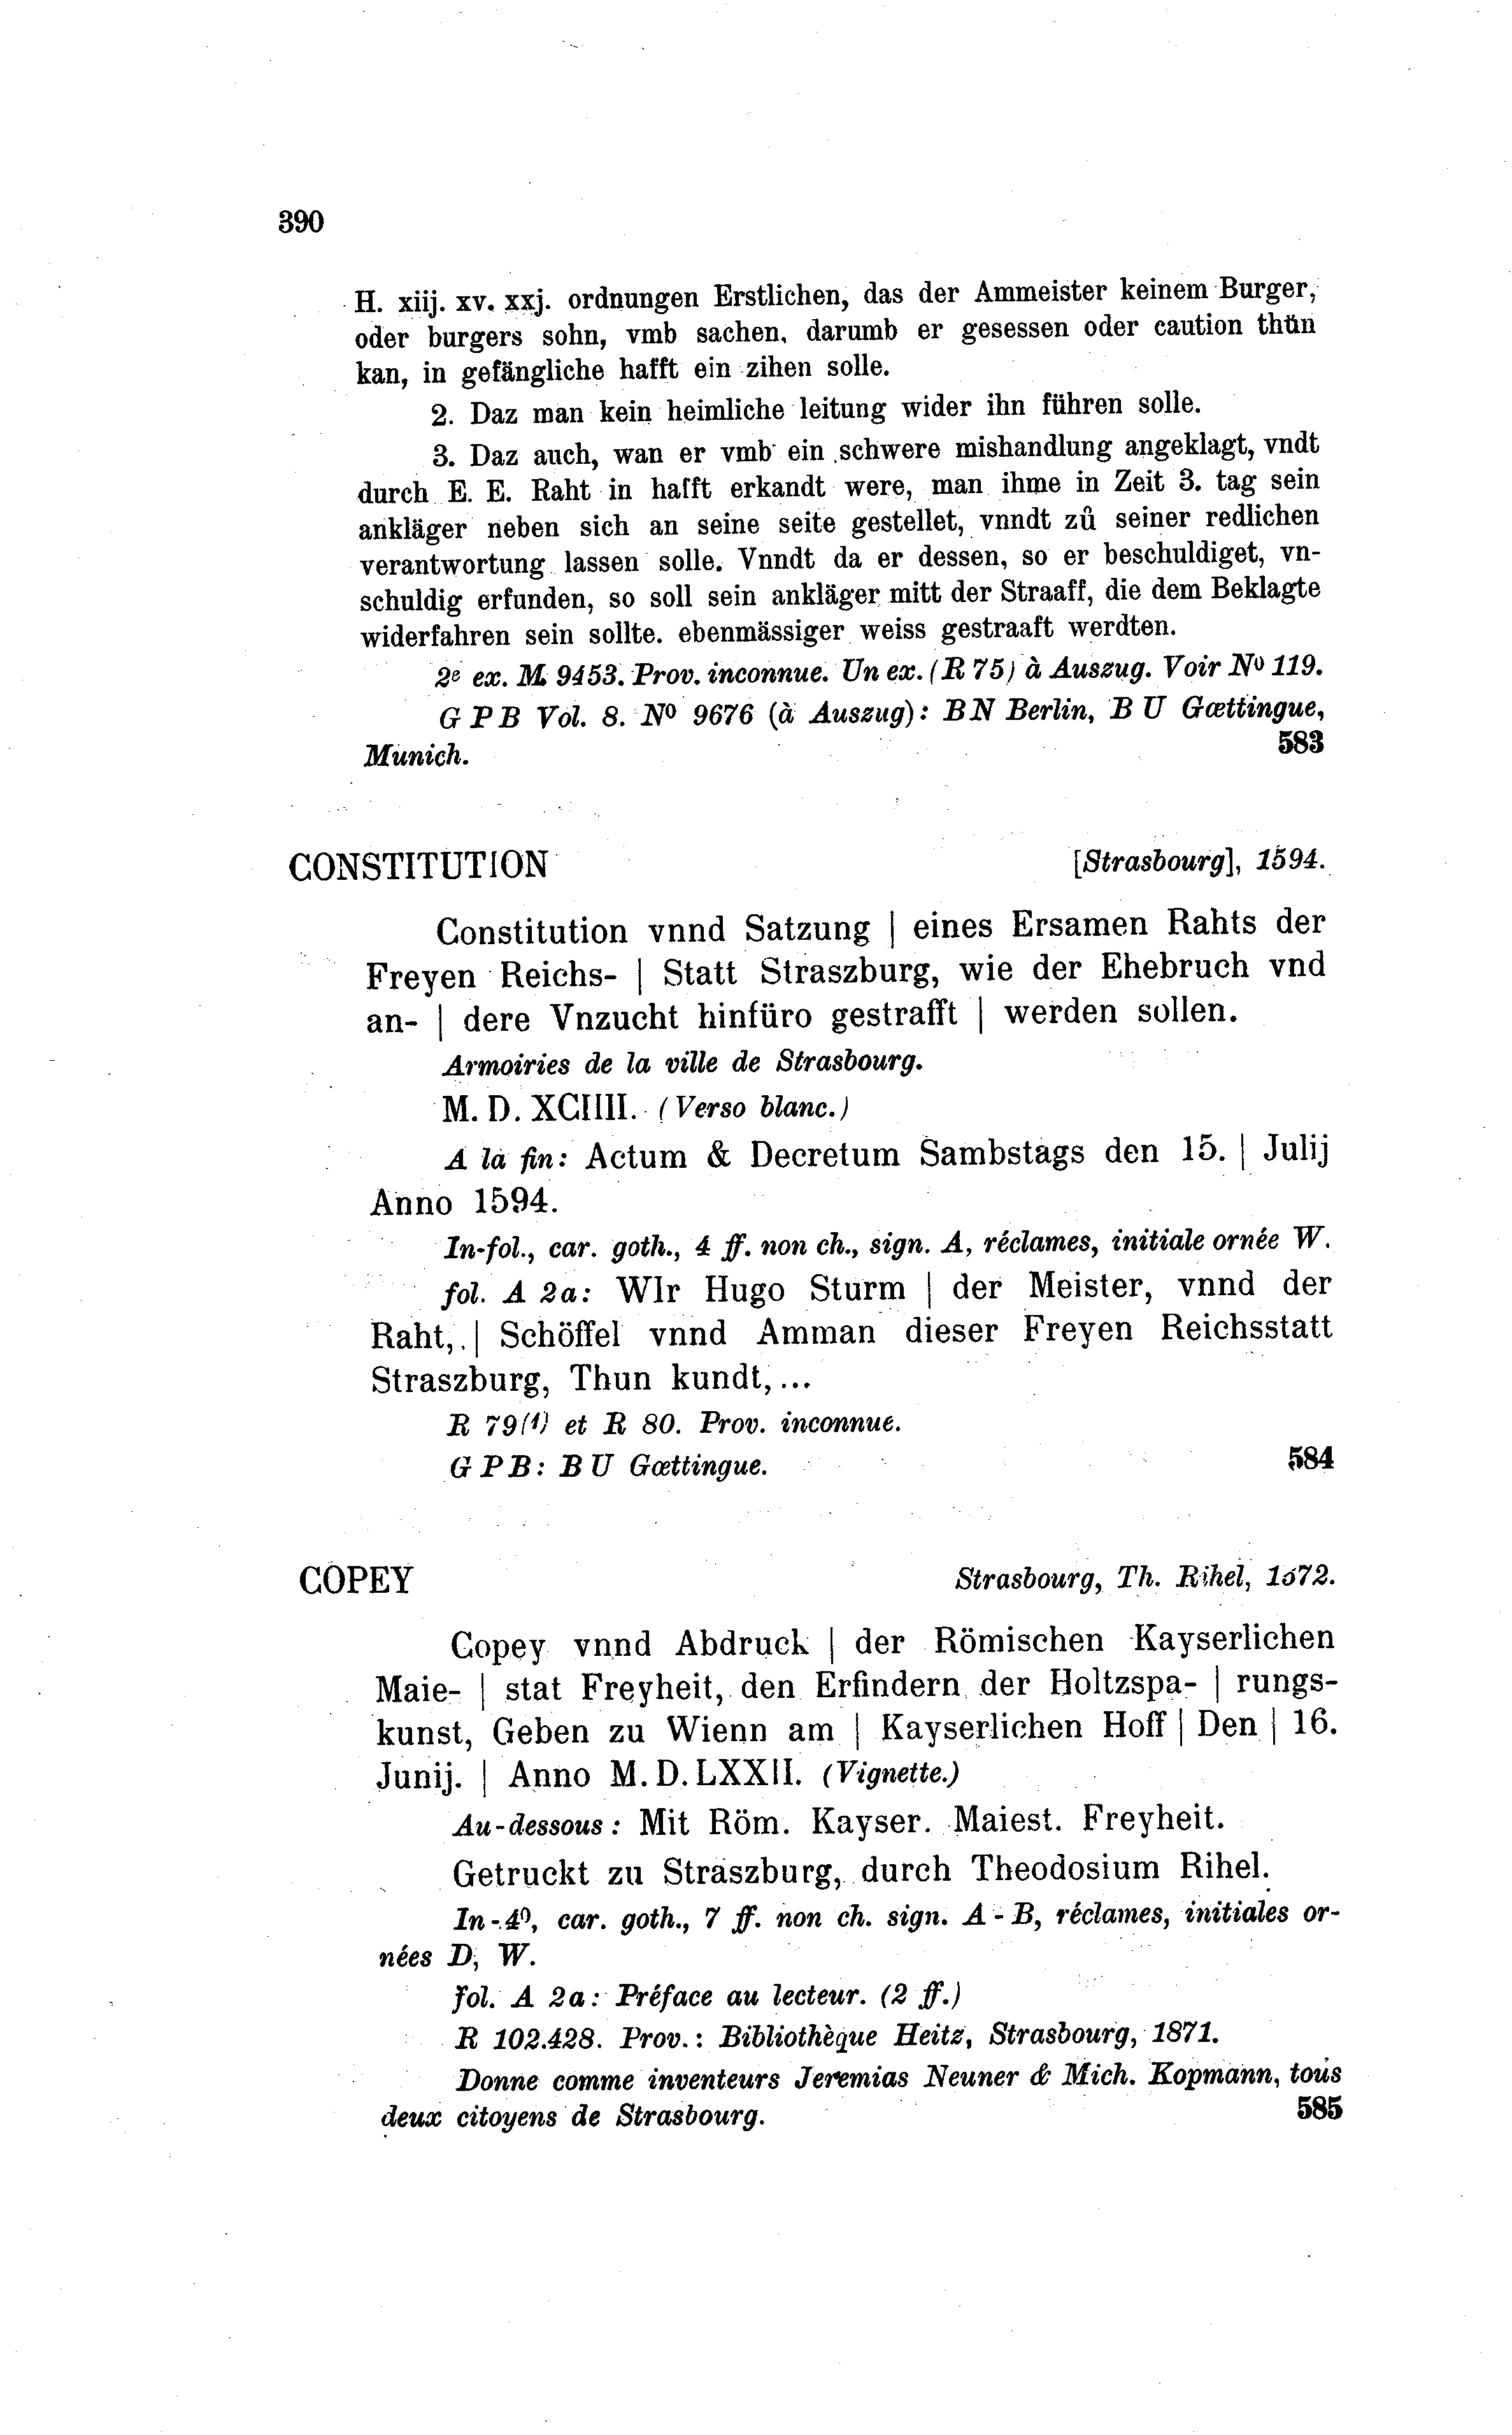 390
H. xiij. xv. xxj. ordnungen Erstlichen, das der Ammeister keinem Burger,
oder burgers sohn, vmb sachen, darumb er gesessen oder caution thůn
kan, in gefängliche hafft ein zihen solle.
2. Daz man kein heimliche leitung wider ihn führen solle.
3. Daz auch, wan er vmb ein schwere mishandlung angeklagt, vndt
durch E. E. Raht in hafft erkandt were, man ihme in Zeit 3. tag sein
ankläger neben sich an seine seite gestellet, vnndt zů seiner redlichen
verantwortung lassen solle. Vnndt da er dessen, so er beschuldiget, vn-
schuldig erfunden, so soll sein ankläger mitt der Straaff, die dem Beklagte
widerfahren sein sollte. ebenmässiger weiss gestraaft werdten.
2e ex. M. 9453. Prov. inconnue. Un ex. (R 75) à Auszug. Voir No 119.
G P B Vol. 8. No 9676 (à Auszug): B N Berlin, B U Gœttingue,
Munich. 583
CONSTITUTION [Strasbourg], 1594.
Constitution vnnd Satzung | eines Ersamen Rahts der
Freyen Reichs- | Statt Straszburg, wie der Ehebruch vnd
an- | dere Vnzucht hinfüro gestrafft | werden sollen.
Armoiries de la ville de Strasbourg.
M. D. XCIIII. (Verso blanc.)
A la fin: Actum & Decretum Sambstags den 15. | Julij
Anno 1594.
In-fol., car. goth., 4 ff. non ch., sign. A, réclames, initiale ornée W.
fol. A 2a: WIr Hugo Sturm | der Meister, vnnd der
Raht, | Schöffel vnnd Amman dieser Freyen Reichsstatt
Straszburg, Thun kundt, ...
R 79(1) et R 80. Prov. inconnue.
G P B: B U Gœttingue. 584
COPEY Strasbourg, Th. Rihel, 1572.
Copey vnnd Abdruck | der Römischen Kayserlichen
Maie- | stat Freyheit, den Erfindern der Holtzspa- | rungs-
kunst, Geben zu Wienn am | Kayserlichen Hoff | Den | 16.
Junij. | Anno M. D. LXXII. (Vignette.)
Au-dessous: Mit Röm. Kayser. Maiest. Freyheit.
Getruckt zu Straszburg, durch Theodosium Rihel.
In-4o, car. goth., 7 ff. non ch. sign. A - B, réclames, initiales or-
nées D, W.
fol. A 2a: Préface au lecteur. (2 ff.)
R 102.428. Prov.: Bibliothèque Heitz, Strasbourg, 1871.
Donne comme inventeurs Jeremias Neuner & Mich. Kopmann, tous
deux citoyens de Strasbourg. 585